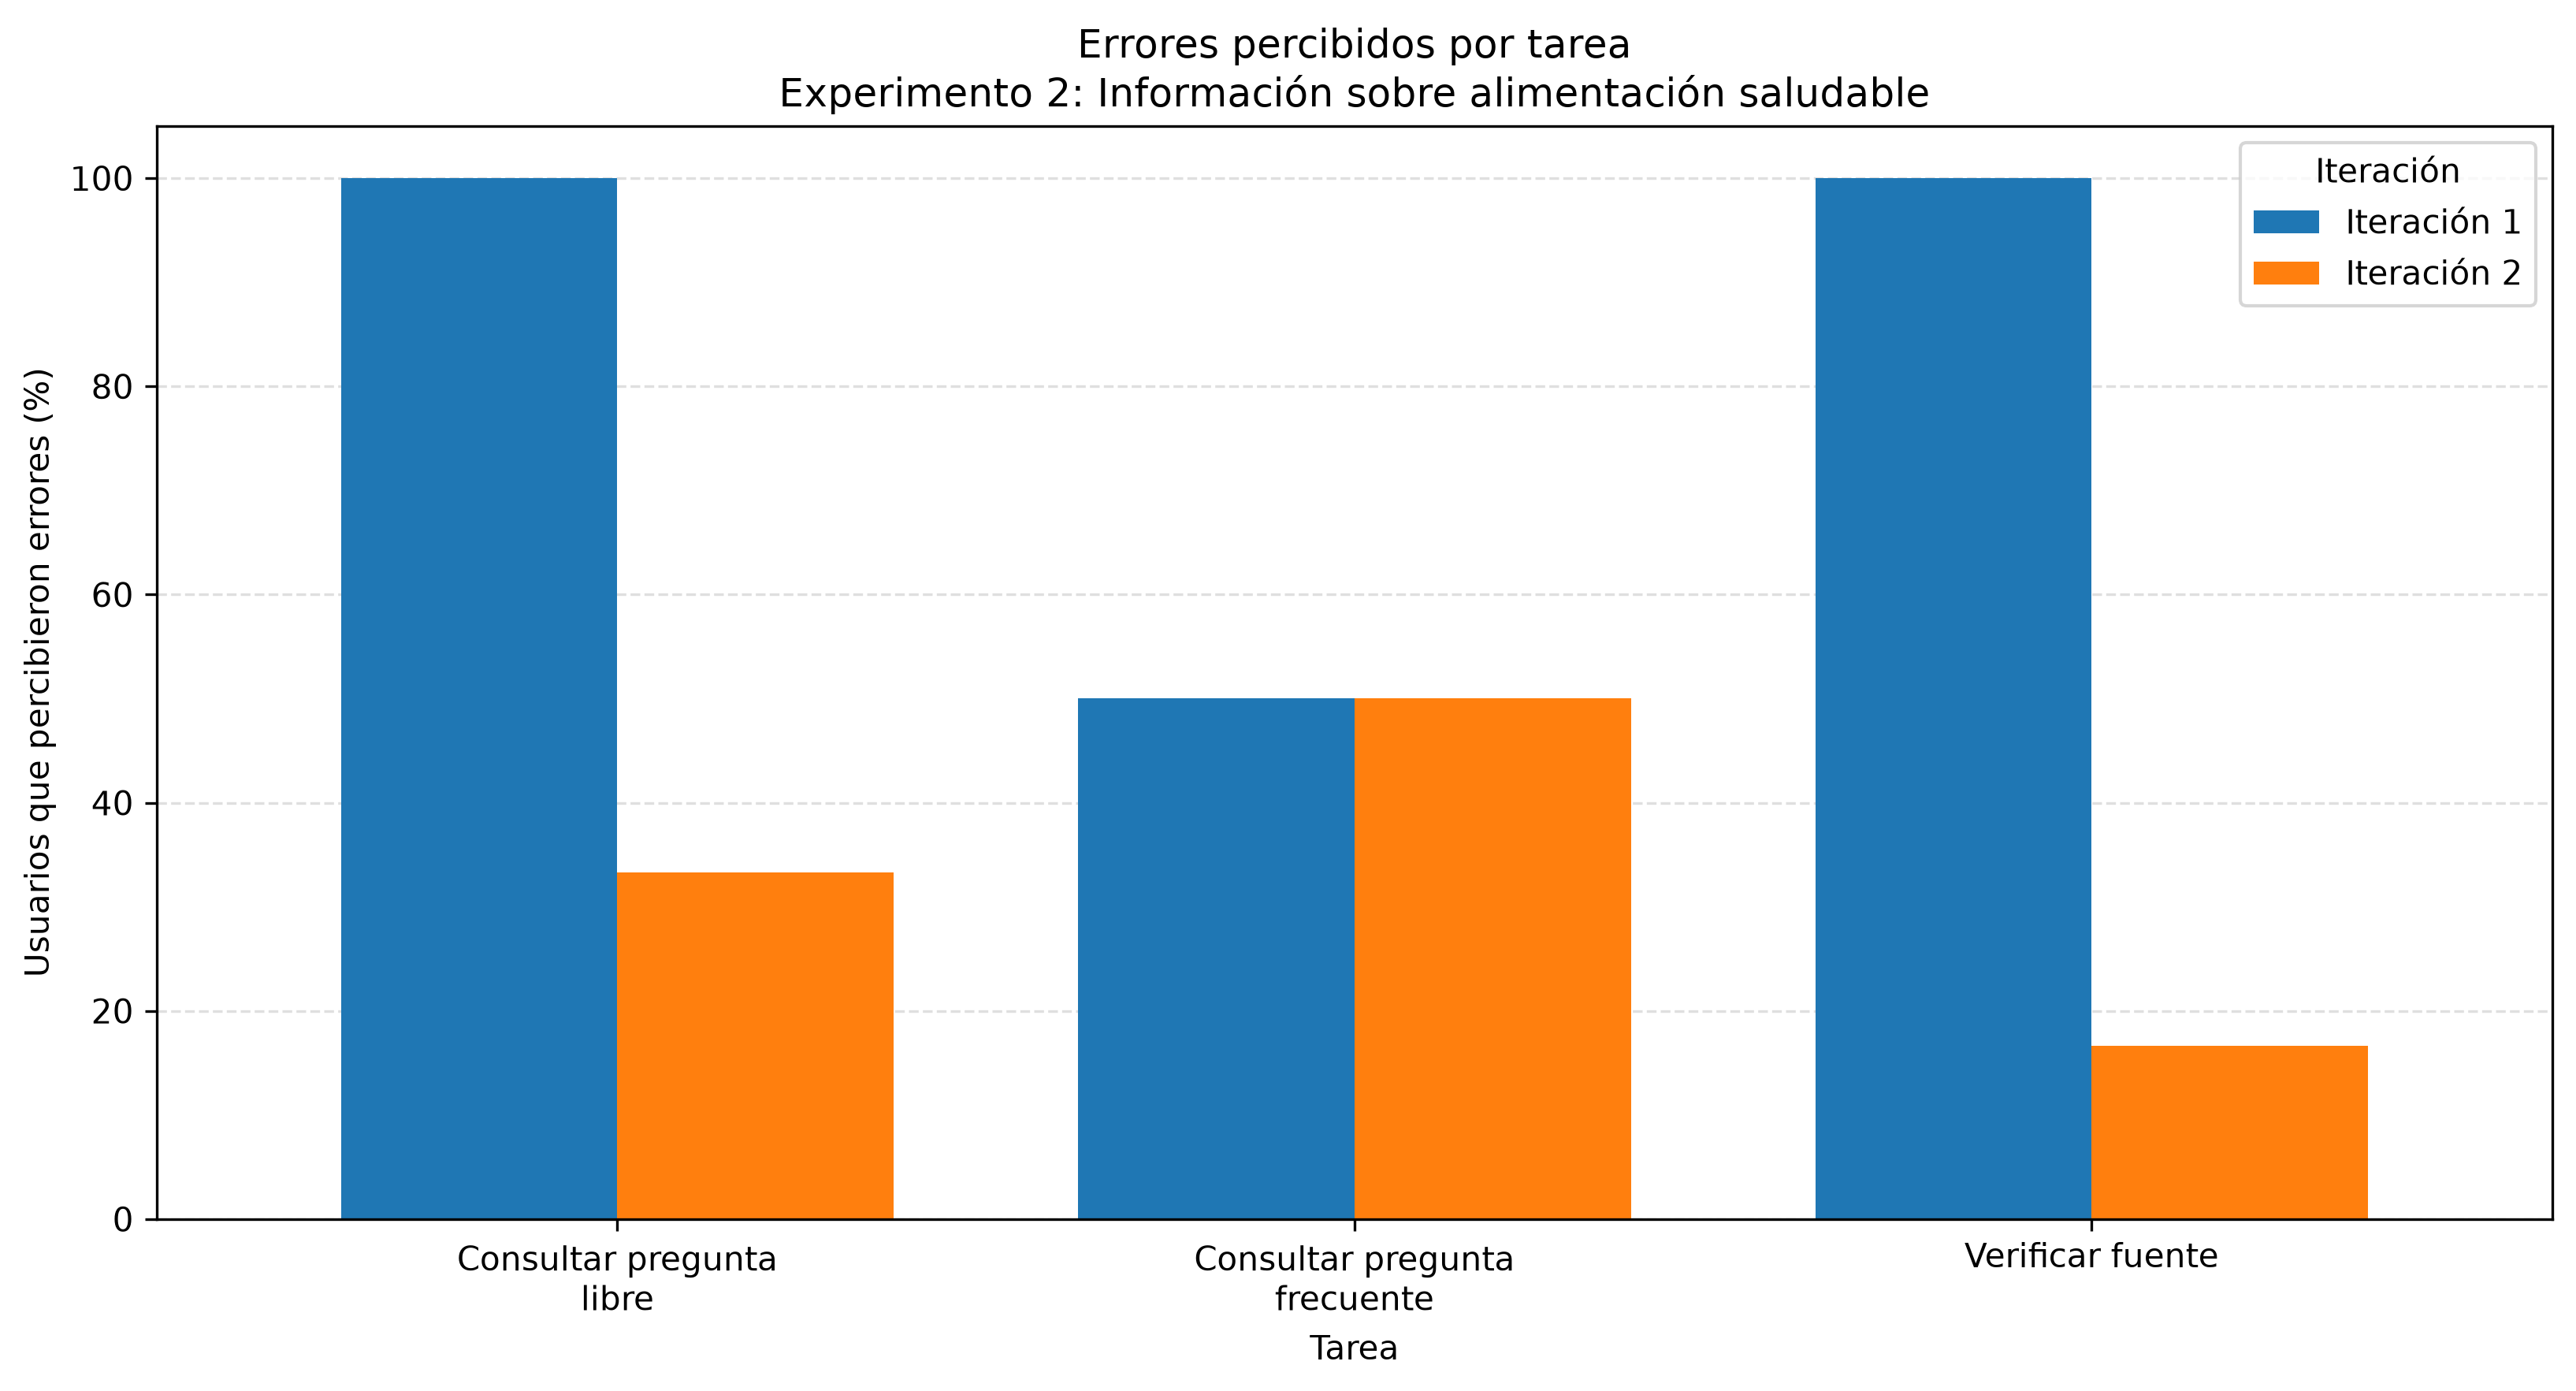 Errores percibidos por tarea
Experimento 2: Información sobre alimentación saludable
Usuarios que percibieron errores (%)
100
80
60
40
20
0
Iteración
Iteración 1
Iteración 2
Consultar pregunta
libre
Consultar pregunta
frecuente
Verificar fuente
Tarea